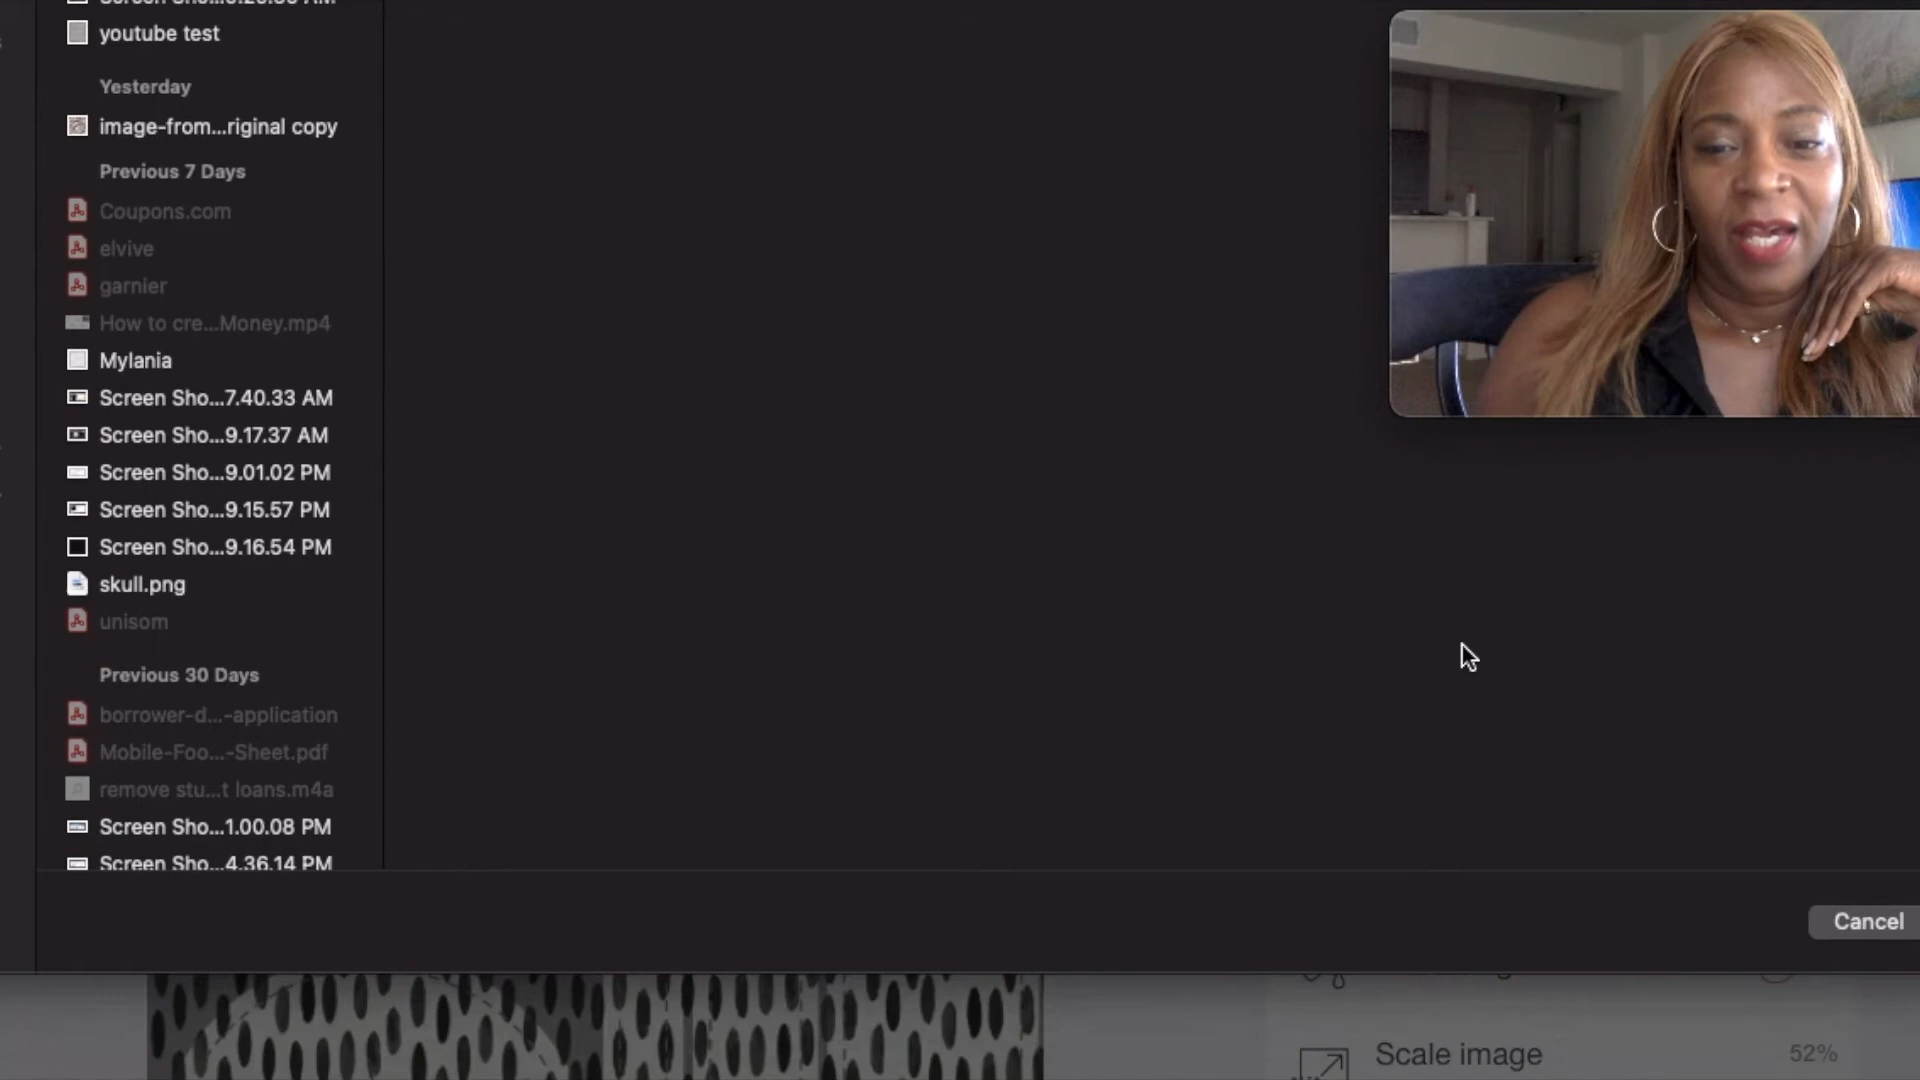 youtube test
Yesterday
image-from...riginal copy
Previous 7 Days
Coupons.com
elvive
garnier
How to cre...Money.mp4
Mylania
Screen Sho...7.40.33 AM
Screen Sho...9.17.37 AM
Screen Sho...9.01.02 PM
Screen Sho...9.15.57 PM
Screen Sho...9.16.54 PM
skull.png
unisom
Previous 30 Days
borrower-d...-application
Mobile-Foo...-Sheet.pdf
remove stu...t loans.m4a
Screen Sho...1.00.08 PM
Screen Sho...4.36.14 PM
Cancel
Scale image
52%